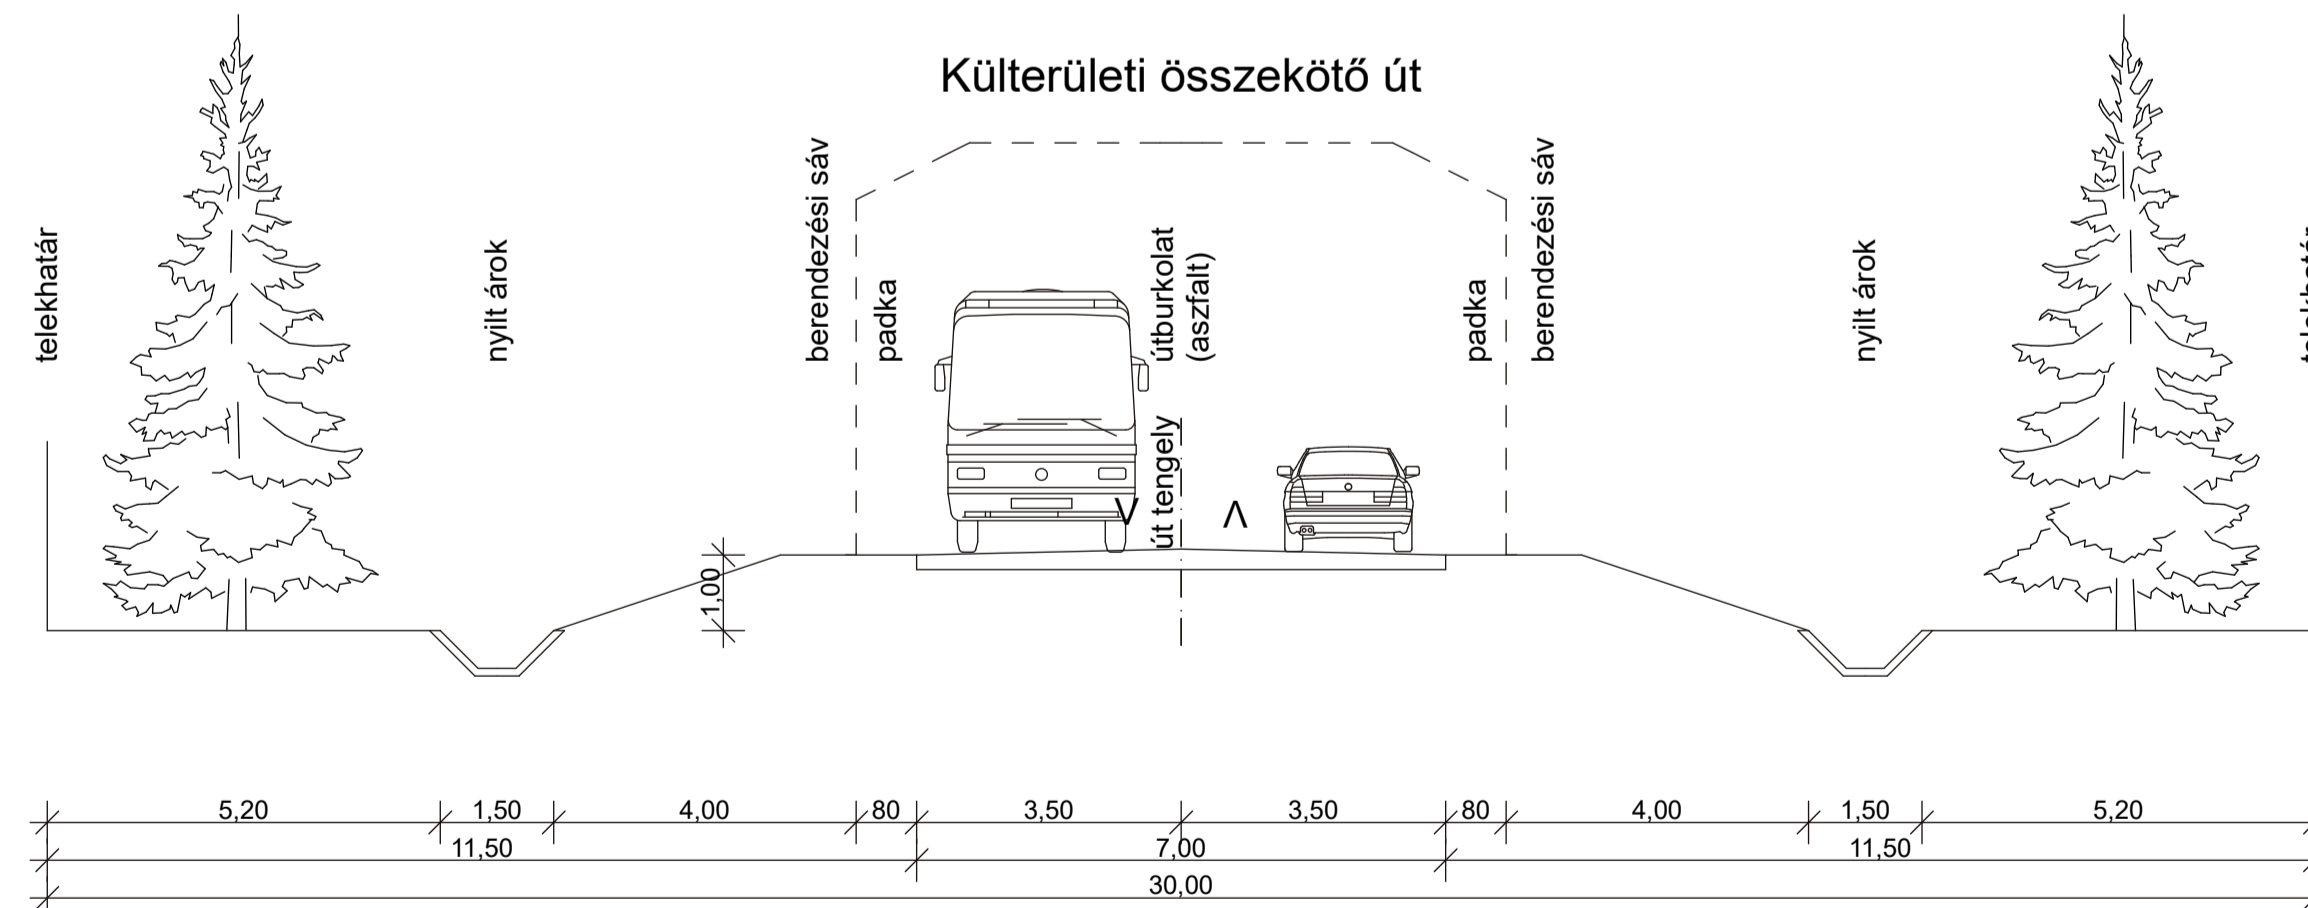 Külterületi összekötő út
telekhatár
nyilt árok
berendezési sáv
padka
útburkolat
(aszfalt)
út tengely
padka
berendezési sáv
nyilt árok
telekhatár
V
Λ
1,00
5,20
1,50
4,00
80
3,50
3,50
80
4,00
1,50
5,20
11,50
7,00
11,50
30,00